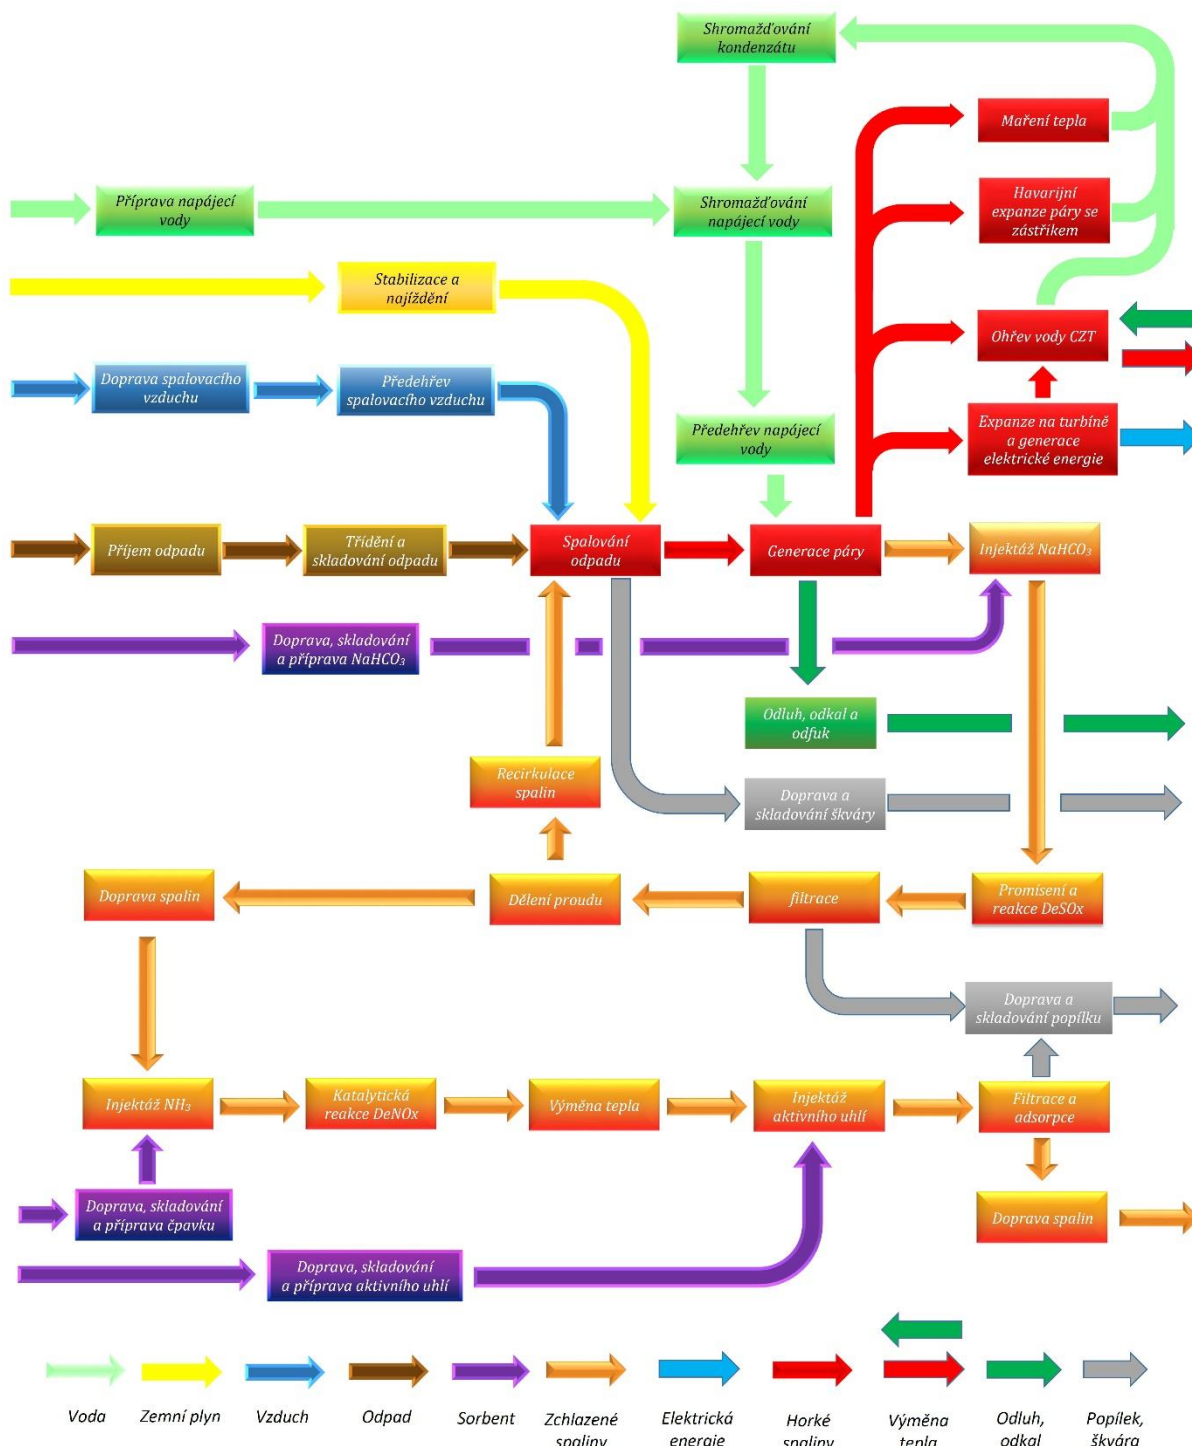 Shromažďování
kondenzátu
Maření tepla
Příprava napájecí
vody
Shromažďování
napájecí vody
Havarijní
expanze páry se
zástřikem
Stabilizace a
najíždění
Ohřev vody CZT
Doprava spalovacího
vzduchu
Předehřev
spalovacího vzduchu
Předehřev napájecí
vody
Expanze na turbíně
a generace
elektrické energie
Příjem odpadu
Třídění a
skladování odpadu
Spalování
odpadu
Generace páry
Injektáž NaHCO₃
Doprava, skladování
a příprava NaHCO₃
Odluh, odkal a
odfuk
Recirkulace
spalin
Doprava a
skladování škváry
Doprava spalin
Dělení proudu
filtrace
Promísení a
reakce DeSOx
Doprava a
skladování popílku
Injektáž NH₃
Katalytická
reakce DeNOx
Výměna tepla
Injektáž
aktivního uhlí
Filtrace a
adsorpce
Doprava, skladování
a příprava čpavku
Doprava spalin
Doprava, skladování
a příprava aktivního uhlí
Voda
Zemní plyn
Vzduch
Odpad
Sorbent
Zchlazené
spaliny
Elektrická
energie
Horké
spaliny
Výměna
tepla
Odluh,
odkal
Popílek,
škvára